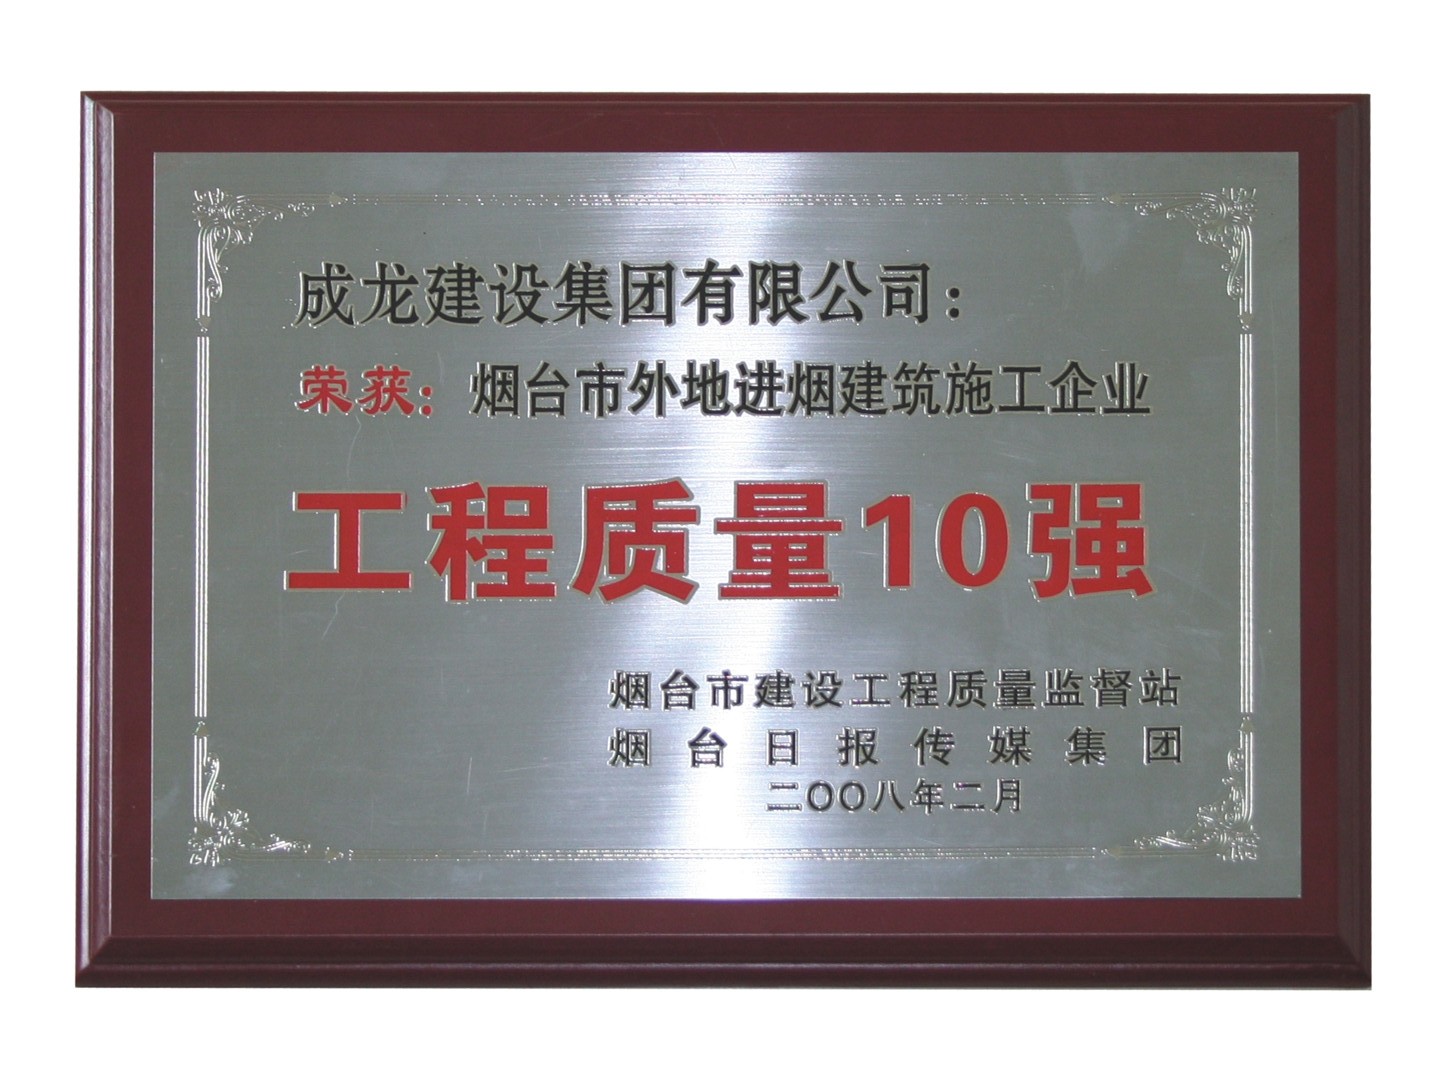 成龙建设集团有限公司：
荣获：烟台市外地进烟建筑施工企业
工程质量10强
烟台市建设工程质量监督站
烟台日报传媒集团
二〇〇八年二月